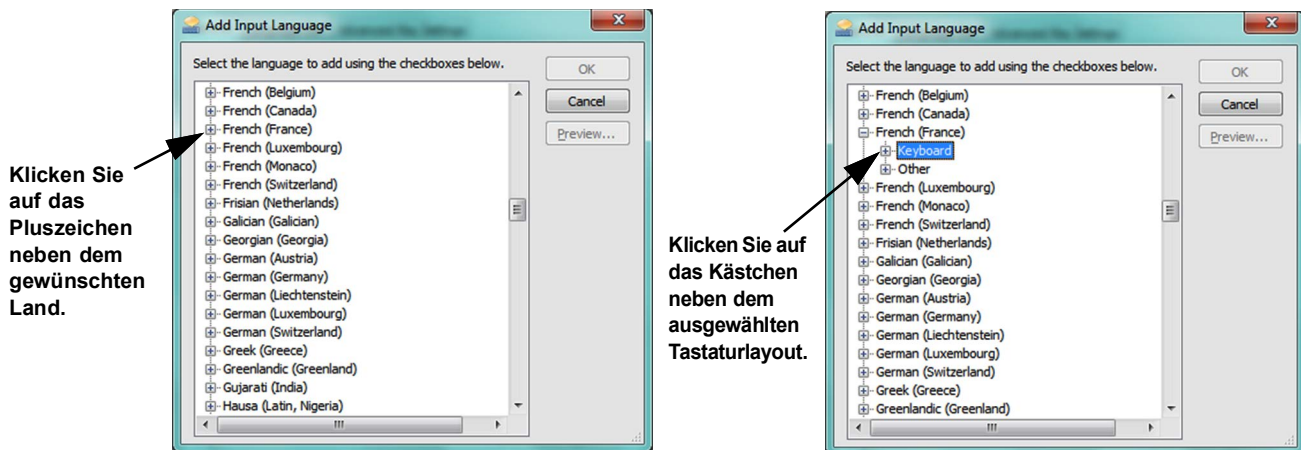 Add Input Language
Select the language to add using the checkboxes below.
French (Belgium)
French (Canada)
French (France)
French (Luxembourg)
French (Monaco)
French (Switzerland)
Frisian (Netherlands)
Galician (Galician)
Georgian (Georgia)
German (Austria)
German (Germany)
German (Liechtenstein)
German (Luxembourg)
German (Switzerland)
Greek (Greece)
Greenlandic (Greenland)
Gujarati (India)
Hausa (Latin, Nigeria)
OK
Cancel
Preview...
Klicken Sie
auf das
Pluszeichen
neben dem
gewünschten
Land.
Add Input Language
Select the language to add using the checkboxes below.
French (Belgium)
French (Canada)
French (France)
Keyboard
Other
French (Luxembourg)
French (Monaco)
French (Switzerland)
Frisian (Netherlands)
Galician (Galician)
Georgian (Georgia)
German (Austria)
German (Germany)
German (Liechtenstein)
German (Luxembourg)
German (Switzerland)
Greek (Greece)
Greenlandic (Greenland)
OK
Cancel
Preview...
Klicken Sie auf
das Kästchen
neben dem
ausgewählten
Tastaturlayout.